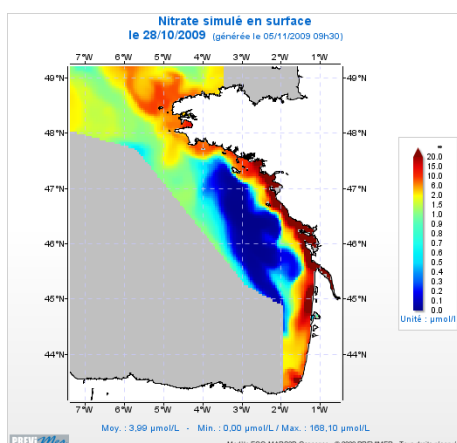 Nitrate simulé en surface
le 28/10/2009 (générée le 05/11/2009 09h30)
7°W 6°W 5°W 4°W 3°W 2°W 1°W
49°N 49°N
48°N 48°N
47°N 47°N
46°N 46°N
45°N 45°N
44°N 44°N
7°W 6°W 5°W 4°W 3°W 2°W 1°W
20.0
15.0
10.0
6.0
2.0
1.5
1.0
0.9
0.8
0.6
0.5
0.4
0.3
0.2
0.1
0.0
Unité : µmol/l
Moy. : 3,99 µmol/L - Min. : 0,00 µmol/L / Max. : 168,10 µmol/L
PREVIMER